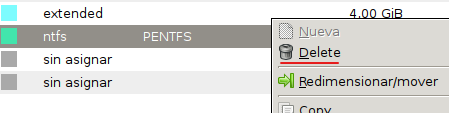 extended 4.00 GiB
ntfs PENTFS
Nueva
sin asignar
Delete
sin asignar
Redimensionar/mover
Copy